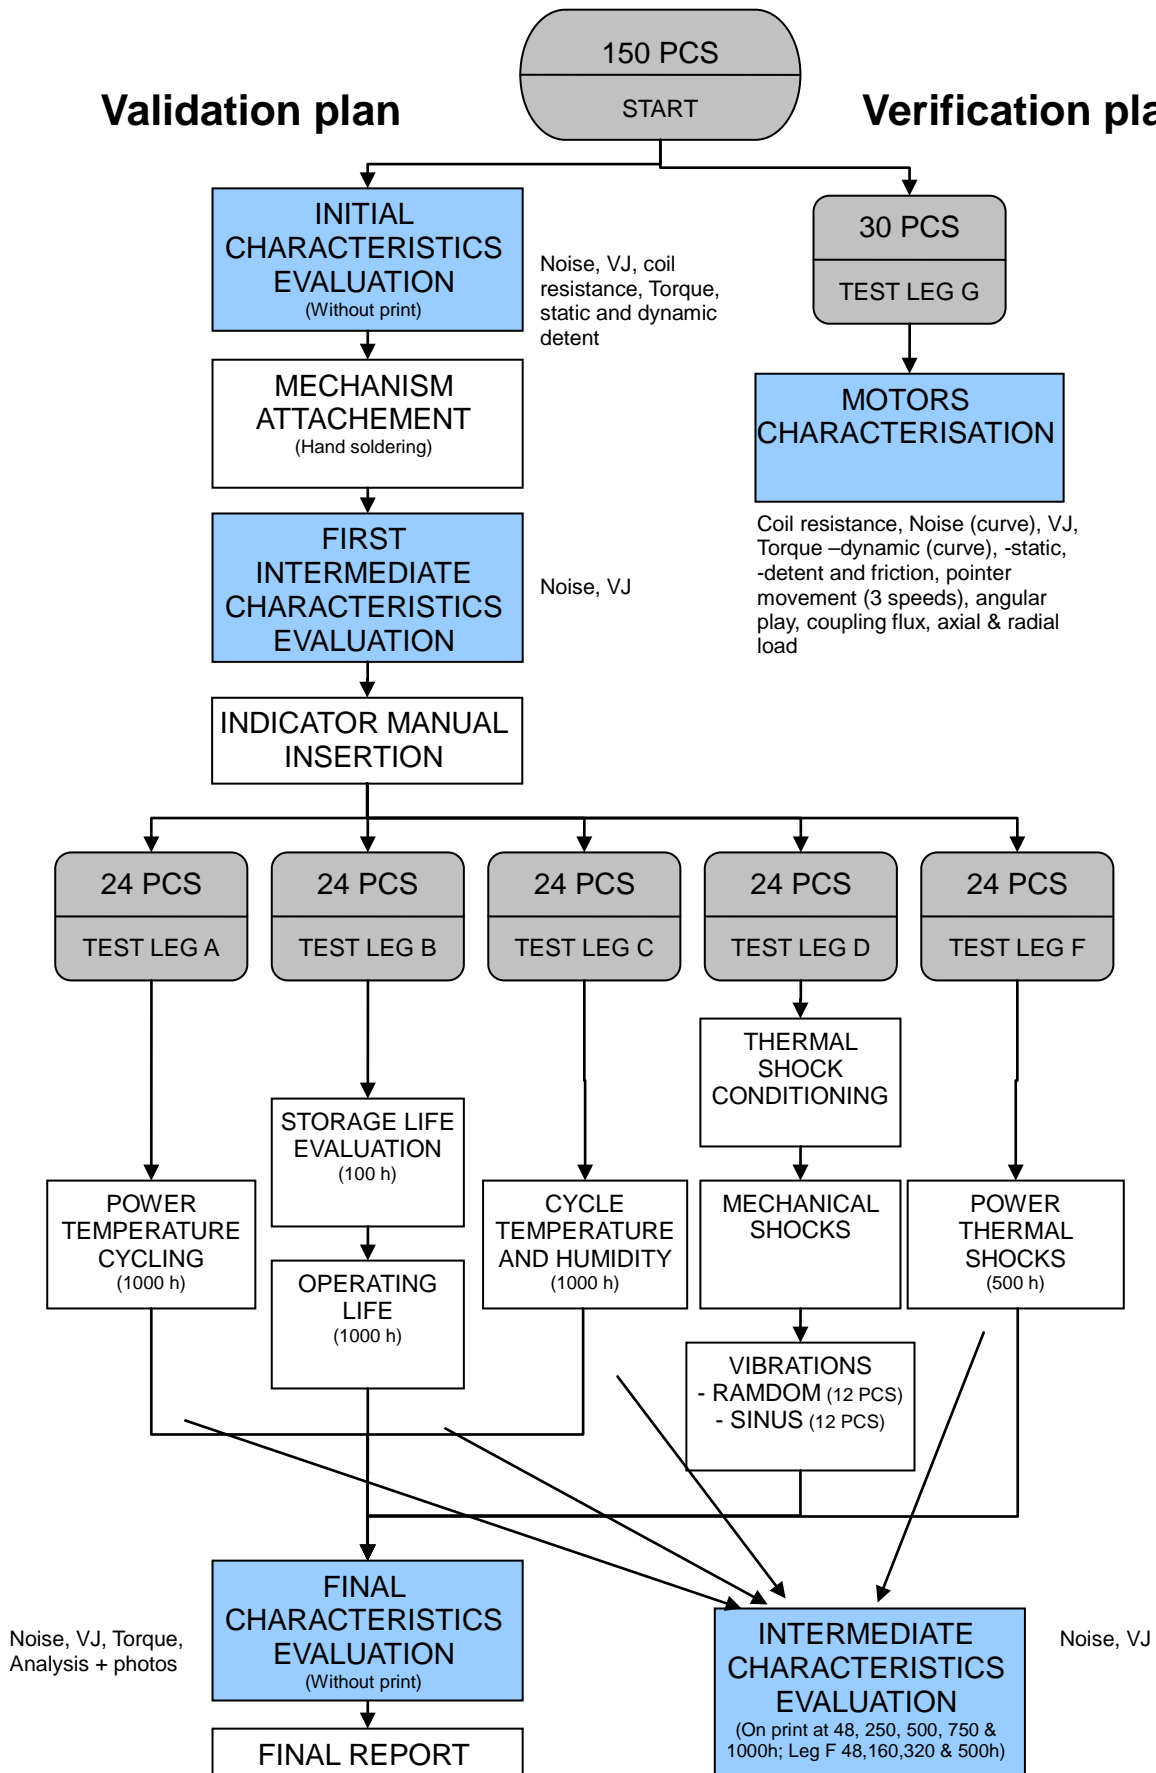 150 PCS
START
Validation plan
Verification pla
INITIAL
CHARACTERISTICS
EVALUATION
(Without print)
Noise, VJ, coil
resistance, Torque,
static and dynamic
detent
30 PCS
TEST LEG G
MECHANISM
ATTACHEMENT
(Hand soldering)
MOTORS
CHARACTERISATION
Coil resistance, Noise (curve), VJ,
Torque –dynamic (curve), -static,
-detent and friction, pointer
movement (3 speeds), angular
play, coupling flux, axial & radial
load
FIRST
INTERMEDIATE
CHARACTERISTICS
EVALUATION
Noise, VJ
INDICATOR MANUAL
INSERTION
24 PCS
TEST LEG A
24 PCS
TEST LEG B
24 PCS
TEST LEG C
24 PCS
TEST LEG D
24 PCS
TEST LEG F
THERMAL
SHOCK
CONDITIONING
STORAGE LIFE
EVALUATION
(100 h)
POWER
TEMPERATURE
CYCLING
(1000 h)
CYCLE
TEMPERATURE
AND HUMIDITY
(1000 h)
MECHANICAL
SHOCKS
POWER
THERMAL
SHOCKS
(500 h)
OPERATING
LIFE
(1000 h)
VIBRATIONS
- RAMDOM (12 PCS)
- SINUS (12 PCS)
FINAL
CHARACTERISTICS
EVALUATION
(Without print)
Noise, VJ, Torque,
Analysis + photos
INTERMEDIATE
CHARACTERISTICS
EVALUATION
(On print at 48, 250, 500, 750 &
1000h; Leg F 48,160,320 & 500h)
Noise, VJ
FINAL REPORT